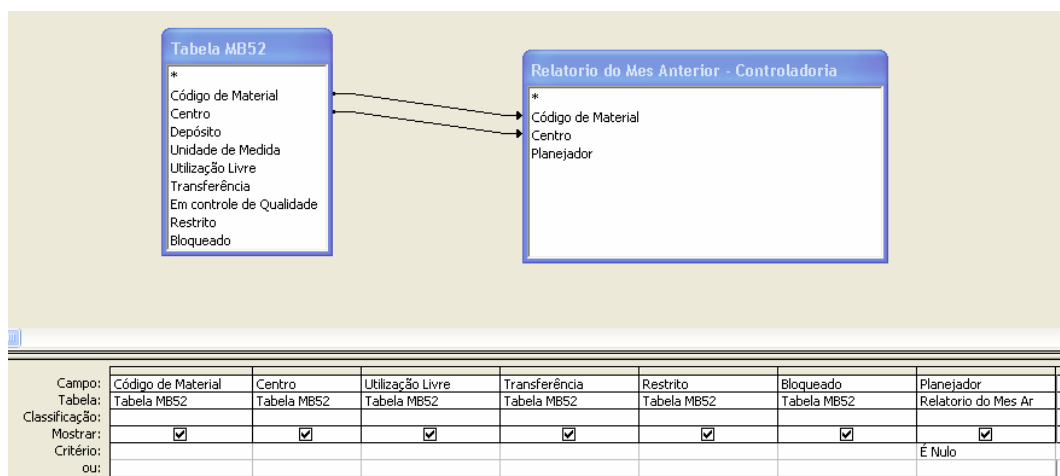 Tabela MB52
*
Código de Material
Centro
Depósito
Unidade de Medida
Utilização Livre
Transferência
Em controle de Qualidade
Restrito
Bloqueado
Relatorio do Mes Anterior - Controladoria
*
Código de Material
Centro
Planejador
Campo: Código de Material Centro Utilização Livre Transferência Restrito Bloqueado Planejador
Tabela: Tabela MB52 Tabela MB52 Tabela MB52 Tabela MB52 Tabela MB52 Tabela MB52 Relatorio do Mes Ar
Classificação:
Mostrar:
Critério: É Nulo
ou: